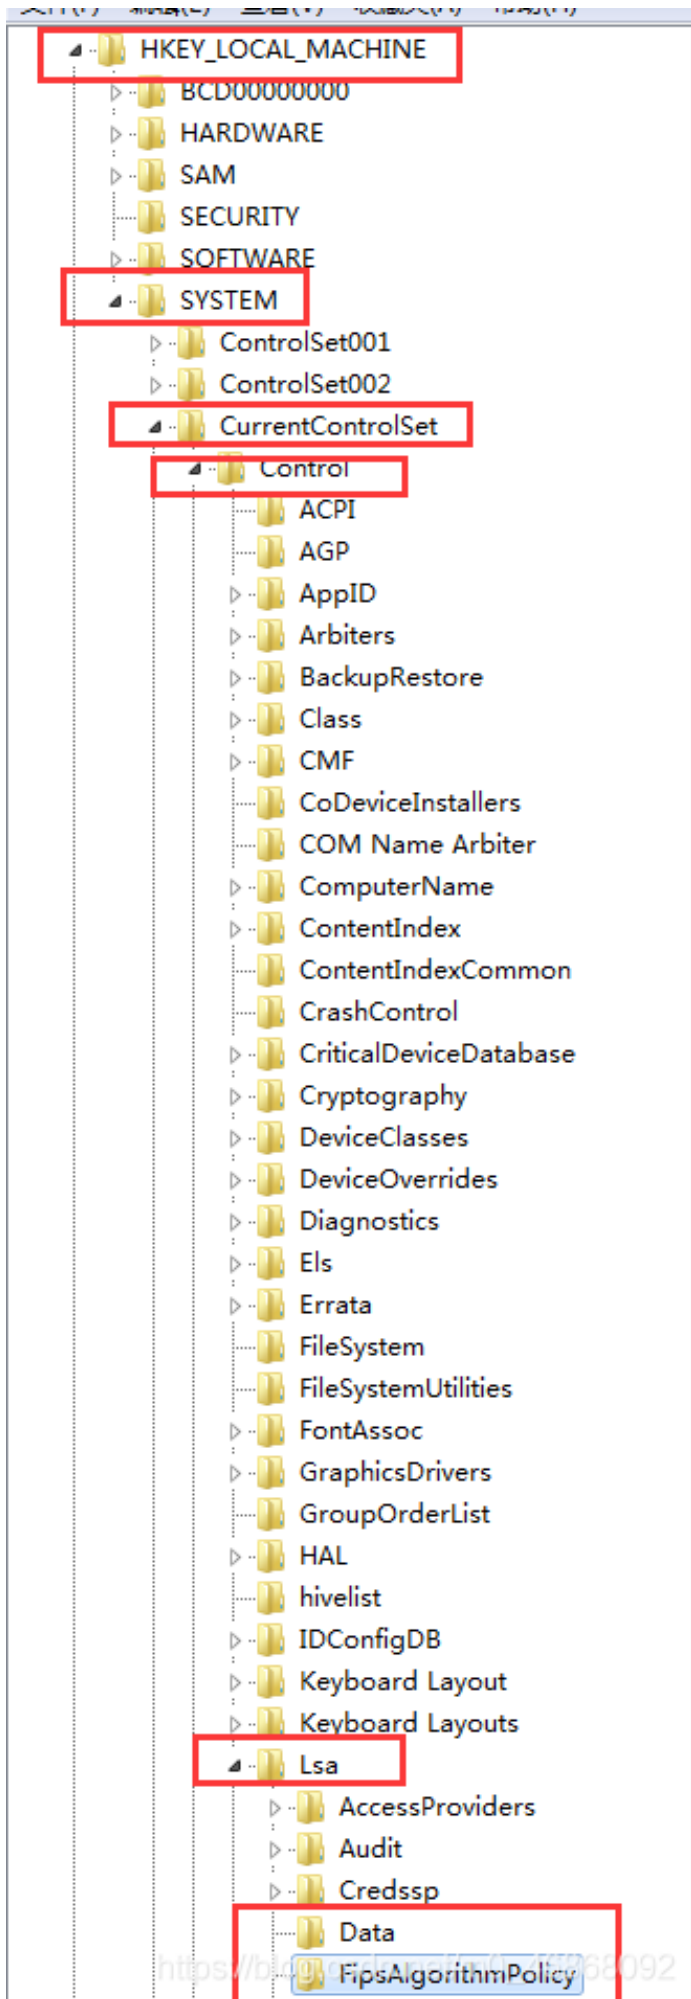 HKEY_LOCAL_MACHINE
BCD00000000
HARDWARE
SAM
SECURITY
SOFTWARE
SYSTEM
ControlSet001
ControlSet002
CurrentControlSet
Control
ACPI
AGP
AppID
Arbiters
BackupRestore
Class
CMF
CoDeviceInstallers
COM Name Arbiter
ComputerName
ContentIndex
ContentIndexCommon
CrashControl
CriticalDeviceDatabase
Cryptography
DeviceClasses
DeviceOverrides
Diagnostics
Els
Errata
FileSystem
FileSystemUtilities
FontAssoc
GraphicsDrivers
GroupOrderList
HAL
hivelist
IDConfigDB
Keyboard Layout
Keyboard Layouts
Lsa
AccessProviders
Audit
Credssp
Data
FipsAlgorithmPolicy